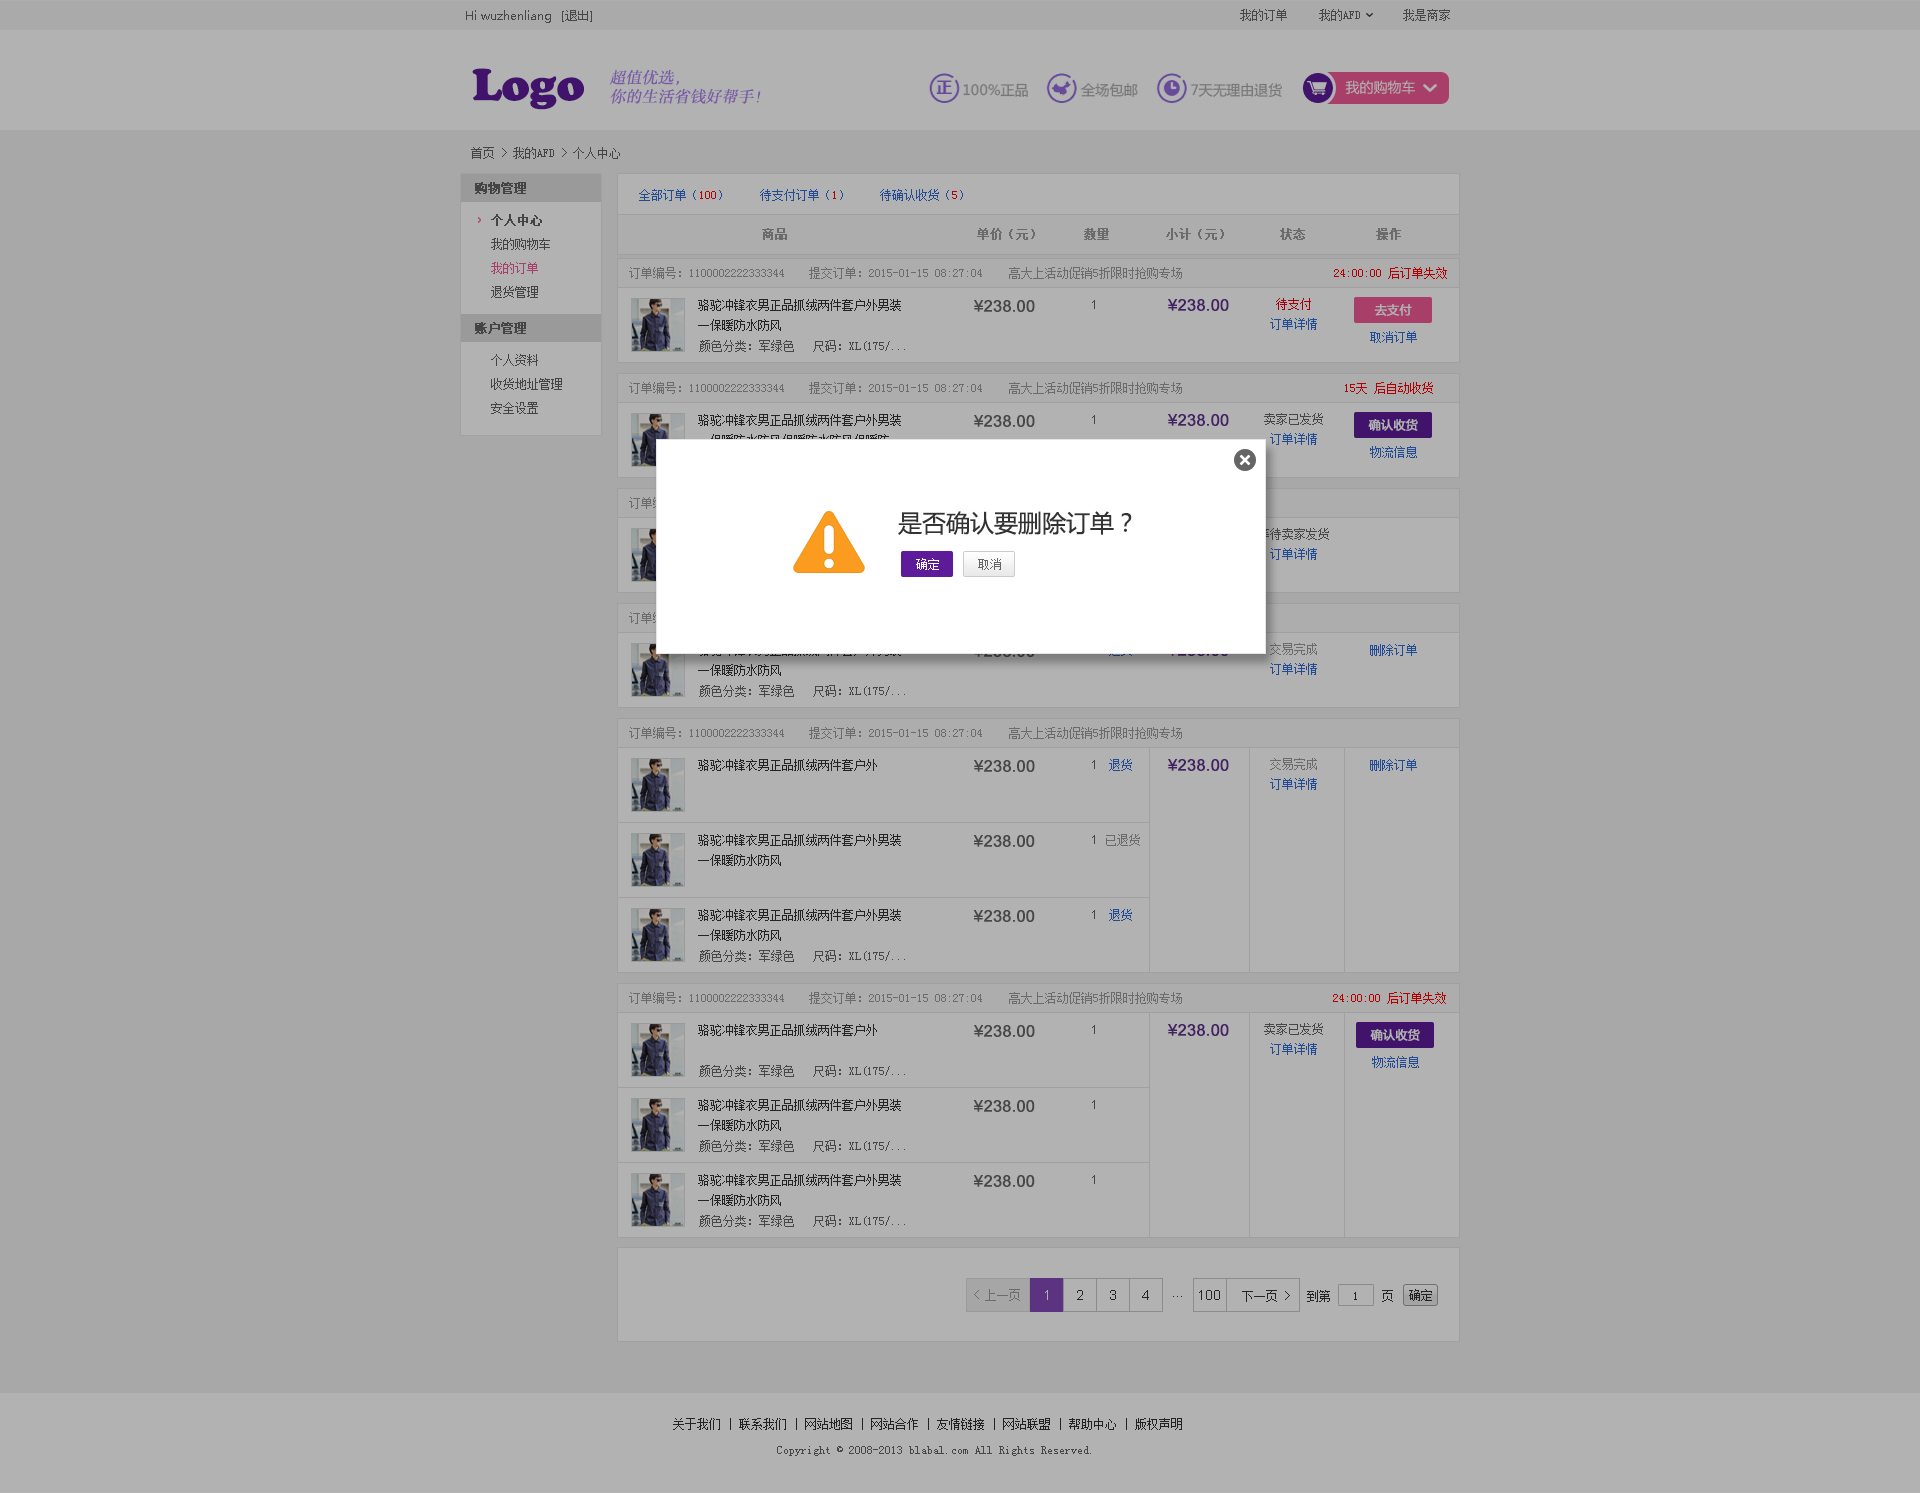 Hi wuzhenliang [退出] 我的订单 我的AFD 我是商家
Logo
超值优选，
你的生活省钱好帮手！
正 100%正品 全场包邮 7天无理由退货 我的购物车
首页 > 我的AFD > 个人中心
购物管理
个人中心
我的购物车
我的订单
退货管理
账户管理
个人资料
收货地址管理
安全设置
全部订单（100） 待支付订单（1） 待确认收货（5）
商品 单价（元） 数量 小计（元） 状态 操作
订单编号：1100002222333344 提交订单：2015-01-15 08:27:04 高大上活动促销5折限时抢购专场 24:00:00 后订单失效
骆驼冲锋衣男正品抓绒两件套户外男装 ¥238.00 1 ¥238.00 待支付 去支付
一保暖防水防风 订单详情 取消订单
颜色分类：军绿色 尺码：XL(175/...
订单编号：1100002222333344 提交订单：2015-01-15 08:27:04 高大上活动促销5折限时抢购专场 15天 后自动收货
骆驼冲锋衣男正品抓绒两件套户外男装 ¥238.00 1 ¥238.00 卖家已发货 确认收货
订单详情 物流信息
是否确认要删除订单？
确定 取消
订单
待卖家发货
订单详情
订单
交易完成 删除订单
一保暖防水防风 订单详情
颜色分类：军绿色 尺码：XL(175/...
订单编号：1100002222333344 提交订单：2015-01-15 08:27:04 高大上活动促销5折限时抢购专场
骆驼冲锋衣男正品抓绒两件套户外 ¥238.00 1 退货 ¥238.00 交易完成 删除订单
订单详情
骆驼冲锋衣男正品抓绒两件套户外男装 ¥238.00 1 已退货
一保暖防水防风
骆驼冲锋衣男正品抓绒两件套户外男装 ¥238.00 1 退货
一保暖防水防风
颜色分类：军绿色 尺码：XL(175/...
订单编号：1100002222333344 提交订单：2015-01-15 08:27:04 高大上活动促销5折限时抢购专场 24:00:00 后订单失效
骆驼冲锋衣男正品抓绒两件套户外 ¥238.00 1 ¥238.00 卖家已发货 确认收货
订单详情 物流信息
颜色分类：军绿色 尺码：XL(175/...
骆驼冲锋衣男正品抓绒两件套户外男装 ¥238.00 1
一保暖防水防风
颜色分类：军绿色 尺码：XL(175/...
骆驼冲锋衣男正品抓绒两件套户外男装 ¥238.00 1
一保暖防水防风
颜色分类：军绿色 尺码：XL(175/...
< 上一页 1 2 3 4 ... 100 下一页 > 到第 1 页 确定
关于我们 | 联系我们 | 网站地图 | 网站合作 | 友情链接 | 网站联盟 | 帮助中心 | 版权声明
Copyright © 2008-2013 blabal.com All Rights Reserved.